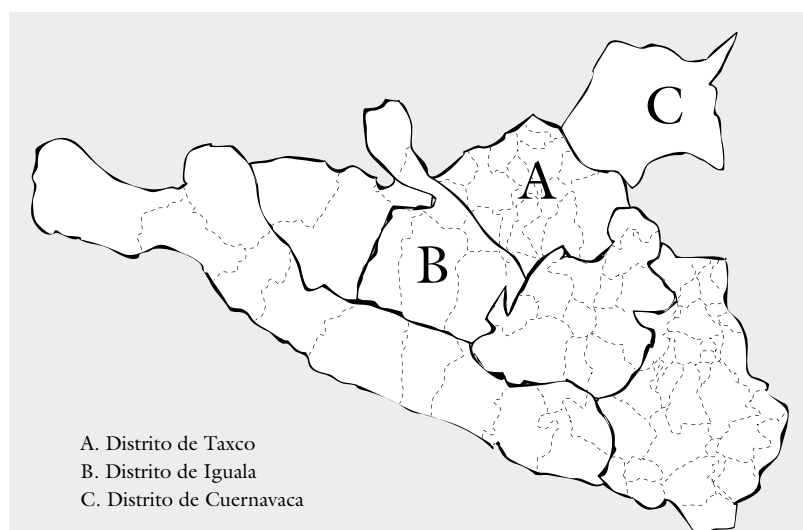 C
A
B
A. Distrito de Taxco
B. Distrito de Iguala
C. Distrito de Cuernavaca